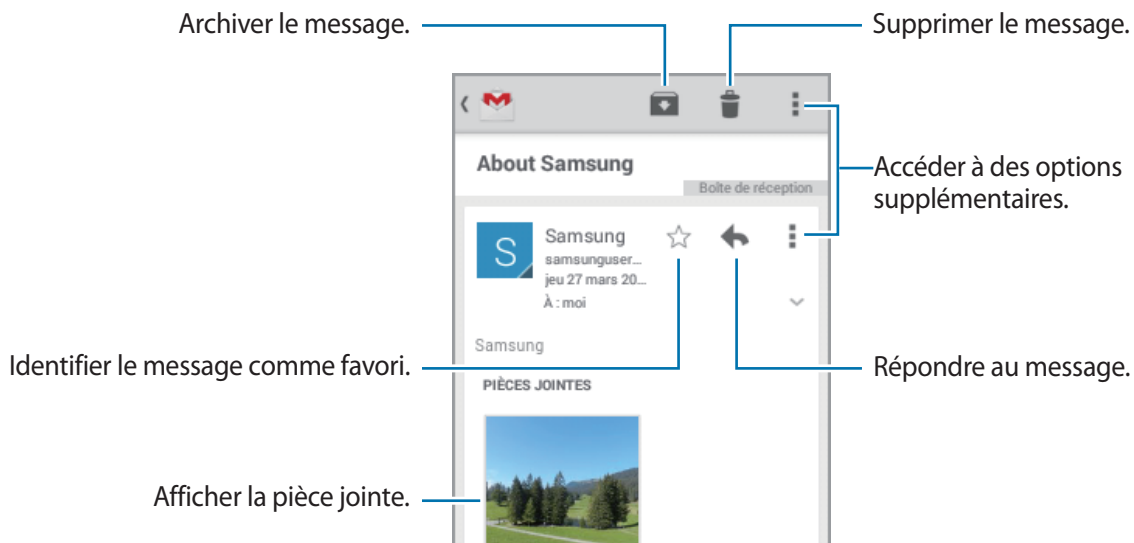 Archiver le message.
Supprimer le message.
About Samsung
Boîte de réception
Accéder à des options
supplémentaires.
S
Samsung
samsunguser...
jeu 27 mars 20...
À : moi
Samsung
Identifier le message comme favori.
Répondre au message.
PIÈCES JOINTES
Afficher la pièce jointe.